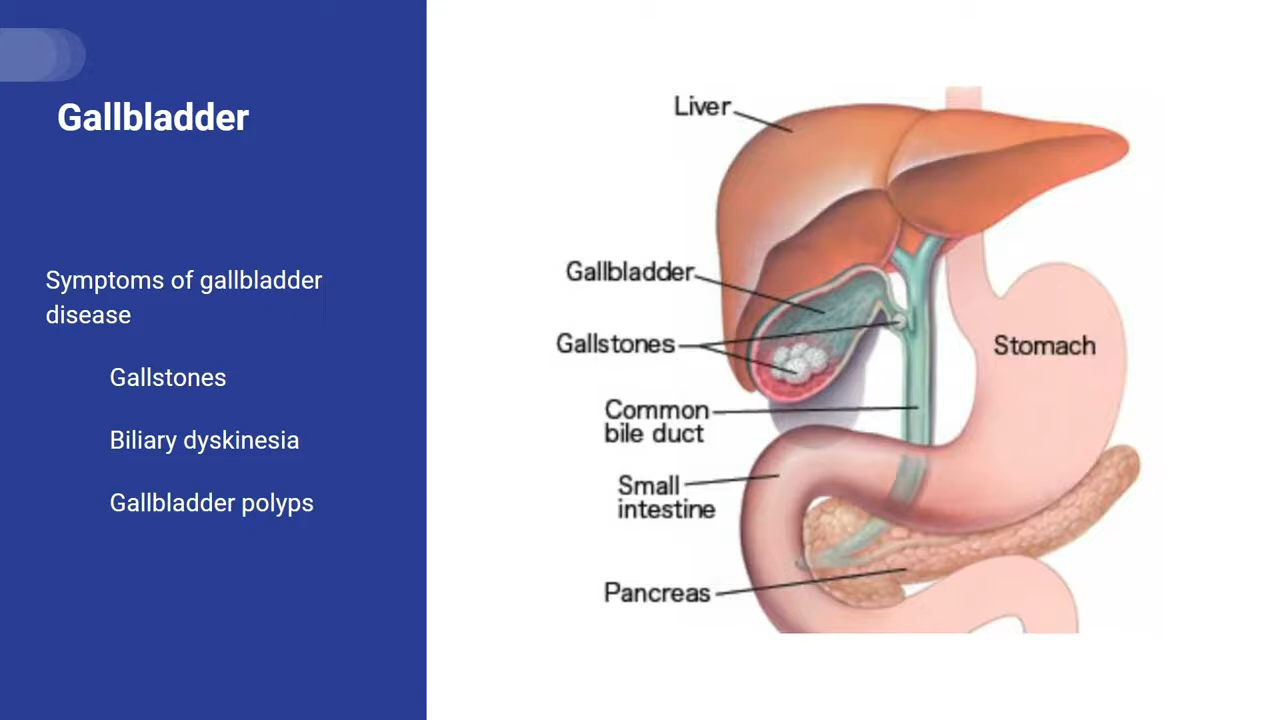 Gallbladder
Symptoms of gallbladder
disease
Gallstones
Biliary dyskinesia
Gallbladder polyps
Liver
Gallbladder
Gallstones
Stomach
Common
bile duct
Small
intestine
Pancreas